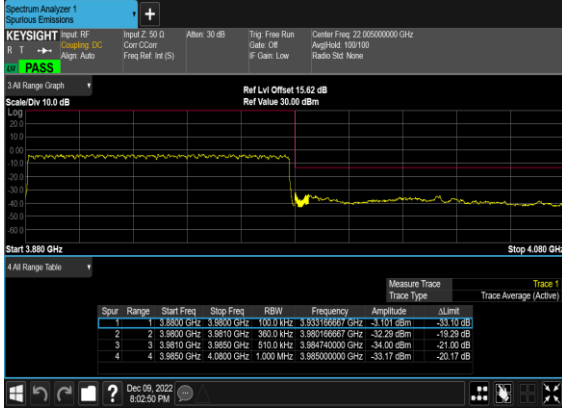 Spectrum Analyzer 1
Spurious Emissions
+
KEYSIGHT Input: RF Input Z: 50 Ω Atten: 30 dB Trig: Free Run Center Freq: 22.005000000 GHz
R T Coupling: DC Corr CCorr Gate: Off Avg|Hold: 100/100
Align: Auto Freq Ref: Int (S) IF Gain: Low Radio Std: None
PASS
3 All Range Graph Ref Lvl Offset 15.62 dB
Scale/Div 10.0 dB Ref Value 30.00 dBm
Log
20.0
10.0
0.00
-10.0
-20.0
-30.0
-40.0
-50.0
-60.0
Start 3.880 GHz Stop 4.080 GHz
4 All Range Table
Measure Trace Trace 1
Trace Type Trace Average (Active)
Spur Range Start Freq Stop Freq RBW Frequency Amplitude ΔLimit
1 1 3.8800 GHz 3.9800 GHz 100.0 kHz 3.933166667 GHz -3.101 dBm -33.10 dB
2 2 3.9800 GHz 3.9810 GHz 360.0 kHz 3.980166667 GHz -32.29 dBm -19.29 dB
3 3 3.9810 GHz 3.9850 GHz 510.0 kHz 3.984740000 GHz -34.00 dBm -21.00 dB
4 4 3.9850 GHz 4.0800 GHz 1.000 MHz 3.985000000 GHz -33.17 dBm -20.17 dB
? Dec 09, 2022
8:02:50 PM